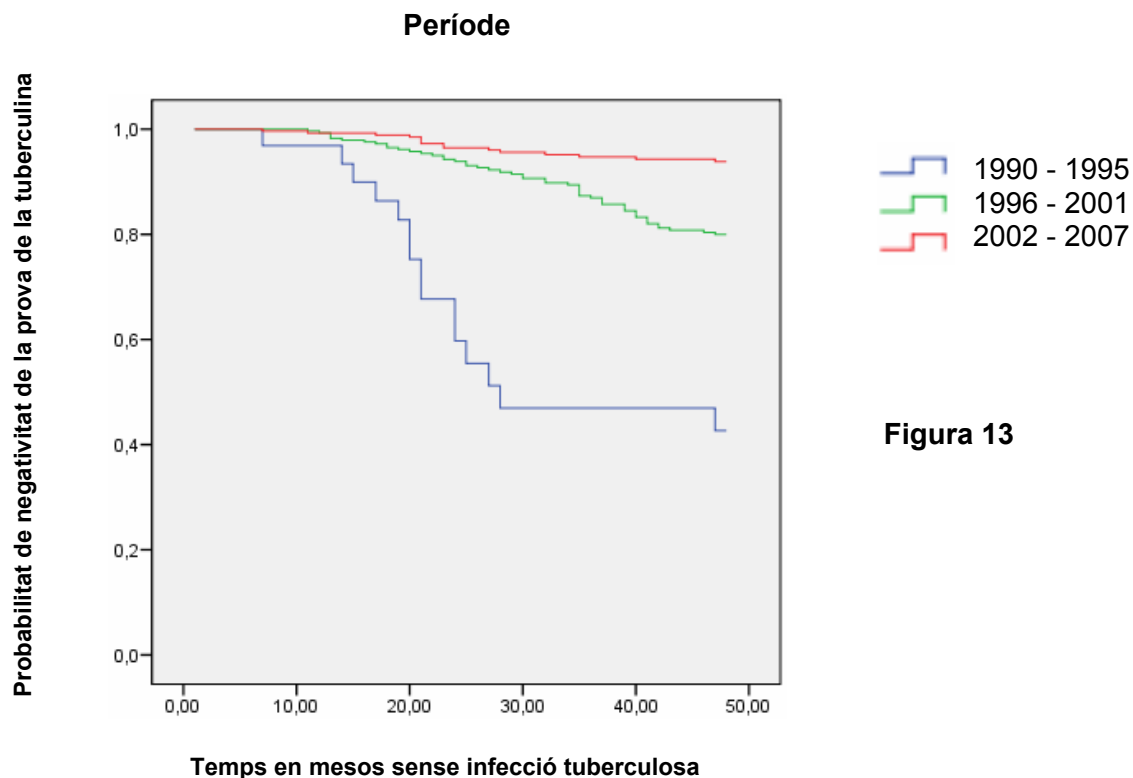 Període
Probabilitat de negativitat de la prova de la tuberculina
1,0
0,8
0,6
0,4
0,2
0,0
0,00 10,00 20,00 30,00 40,00 50,00
Temps en mesos sense infecció tuberculosa
1990 - 1995
1996 - 2001
2002 - 2007
Figura 13